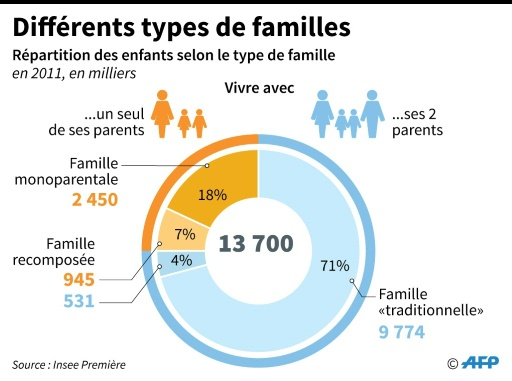 Différents types de familles
Répartition des enfants selon le type de famille
en 2011, en milliers
Vivre avec
...un seul
de ses parents
...ses 2
parents
Famille
monoparentale
2 450
18%
7%
4%
13 700
71%
Famille
recomposée
945
531
Famille
«traditionnelle»
9 774
Source : Insee Première
© AFP